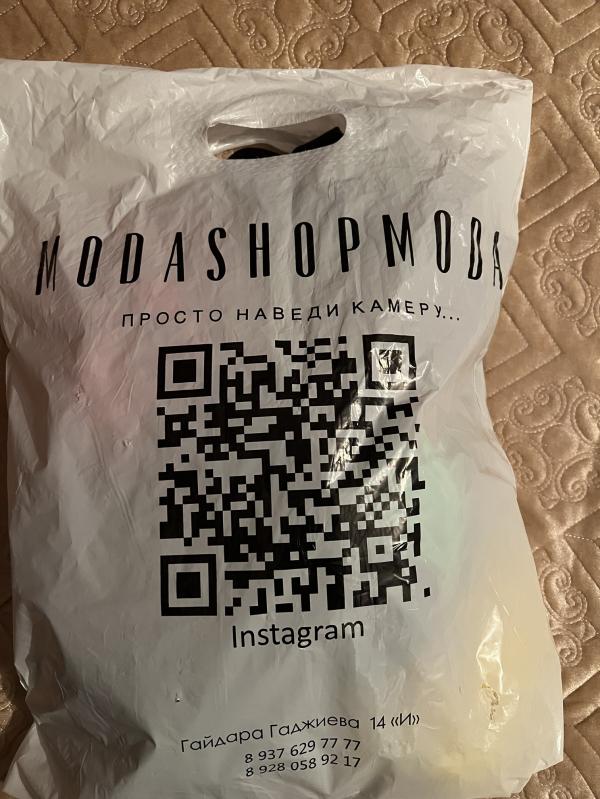 MODASHOPMODA
ПРОСТО НАВЕДИ КАМЕРУ...
Instagram
Гайдара Гаджиева 14 «И»
8 937 629 77 77
8 928 058 92 17